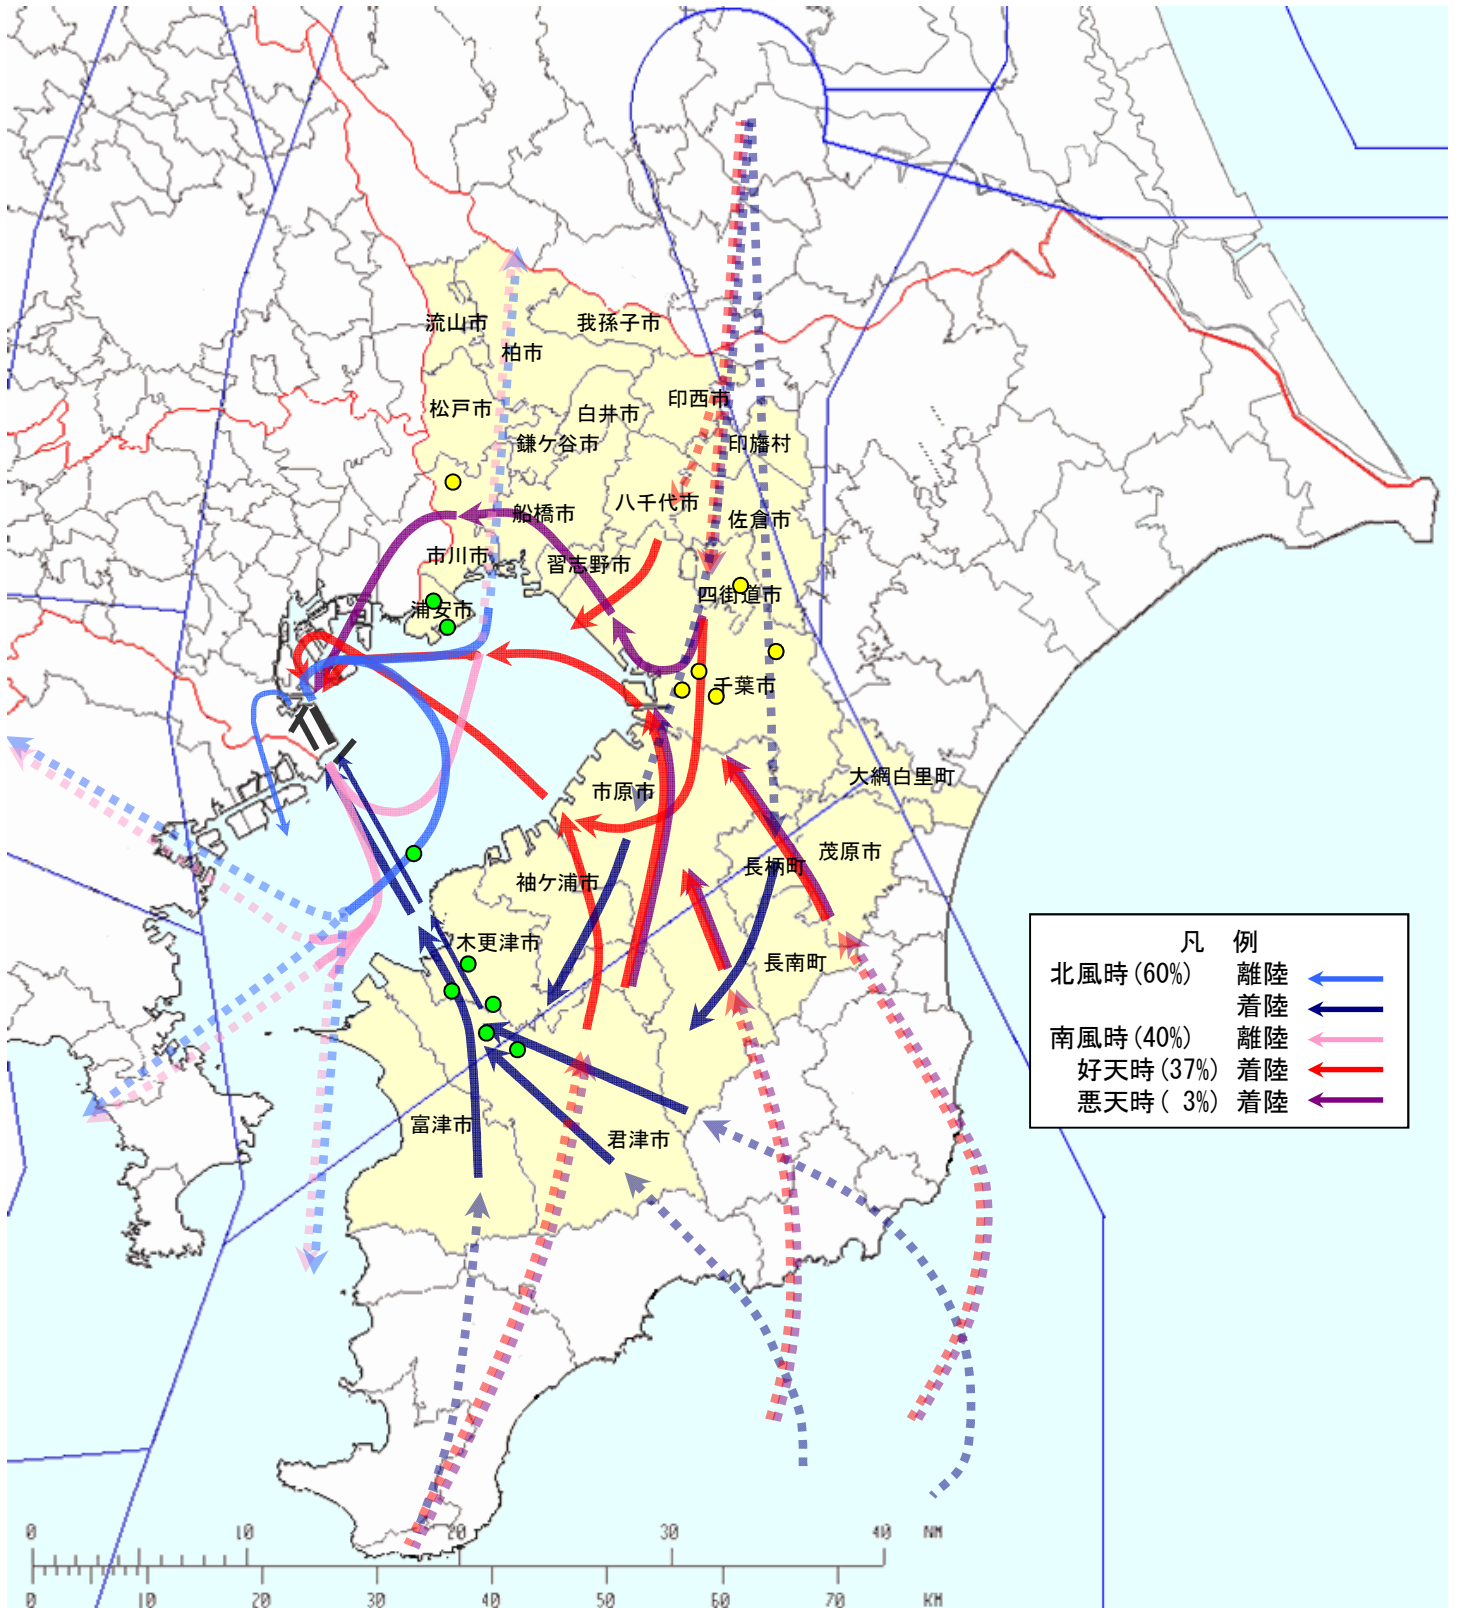 流山市
我孫子市
柏市
松戸市
白井市
印西市
鎌ケ谷市
印旛村
船橋市
八千代市
佐倉市
市川市
習志野市
浦安市
四街道市
千葉市
大網白里町
市原市
長柄町
茂原市
袖ケ浦市
木更津市
長南町
富津市
君津市
凡 例
北風時(60%) 離陸
着陸
南風時(40%) 離陸
好天時(37%) 着陸
悪天時( 3%) 着陸
0 10 20 30 40 NM
0 10 20 30 40 50 60 70 KM